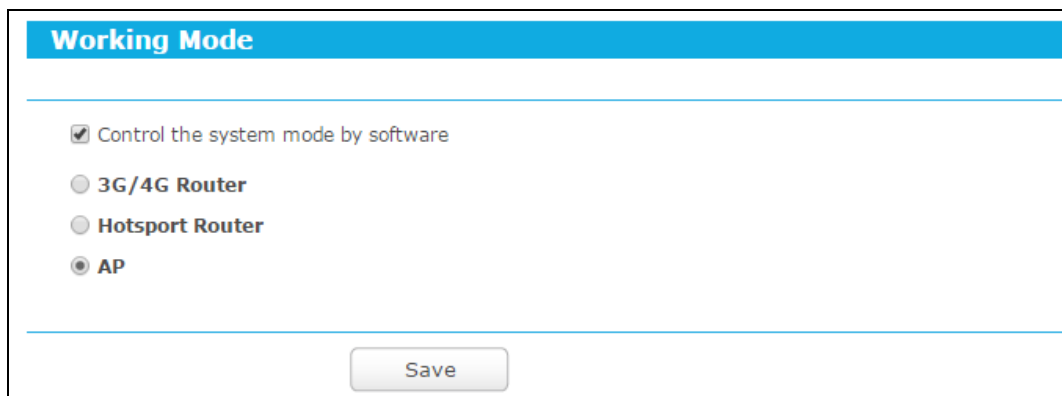 Working Mode
Control the system mode by software
3G/4G Router
Hotsport Router
AP
Save